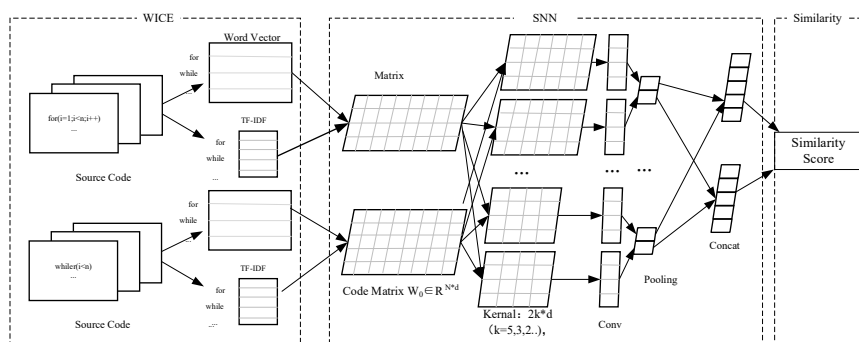 WICE
SNN
Similarity
Word Vector
for
while
...
TF-IDF
for
while
...
for(i=1;i<n;i++)
...
Source Code
for
while
...
TF-IDF
for
while
...
whiler(i<n)
...
Source Code
Matrix
Code Matrix W₀∈R^{N*d}
...
...
...
Kernal：2k*d
（k=5,3,2..),
Conv
Pooling
Concat
Similarity
Score